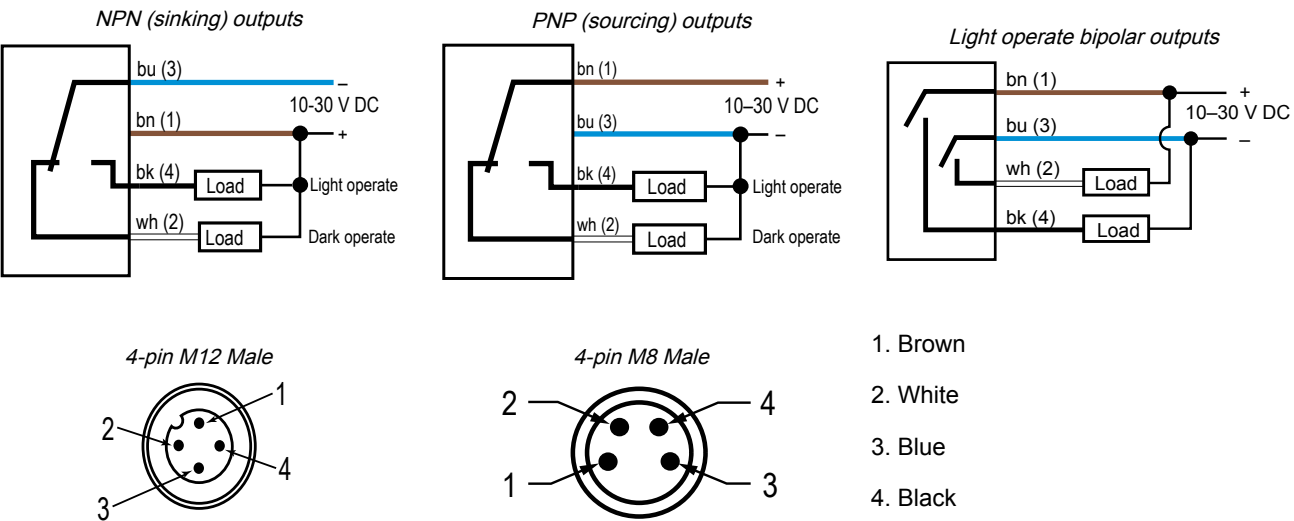 NPN (sinking) outputs
bu (3)
–
10-30 V DC
bn (1)
+
bk (4)
Load
Light operate
wh (2)
Load
Dark operate
PNP (sourcing) outputs
bn (1)
+
10–30 V DC
bu (3)
–
bk (4)
Load
Light operate
wh (2)
Load
Dark operate
Light operate bipolar outputs
bn (1)
+
10–30 V DC
bu (3)
–
wh (2)
Load
bk (4)
Load
4-pin M12 Male
1
2
4
3
4-pin M8 Male
2
4
1
3
1. Brown
2. White
3. Blue
4. Black